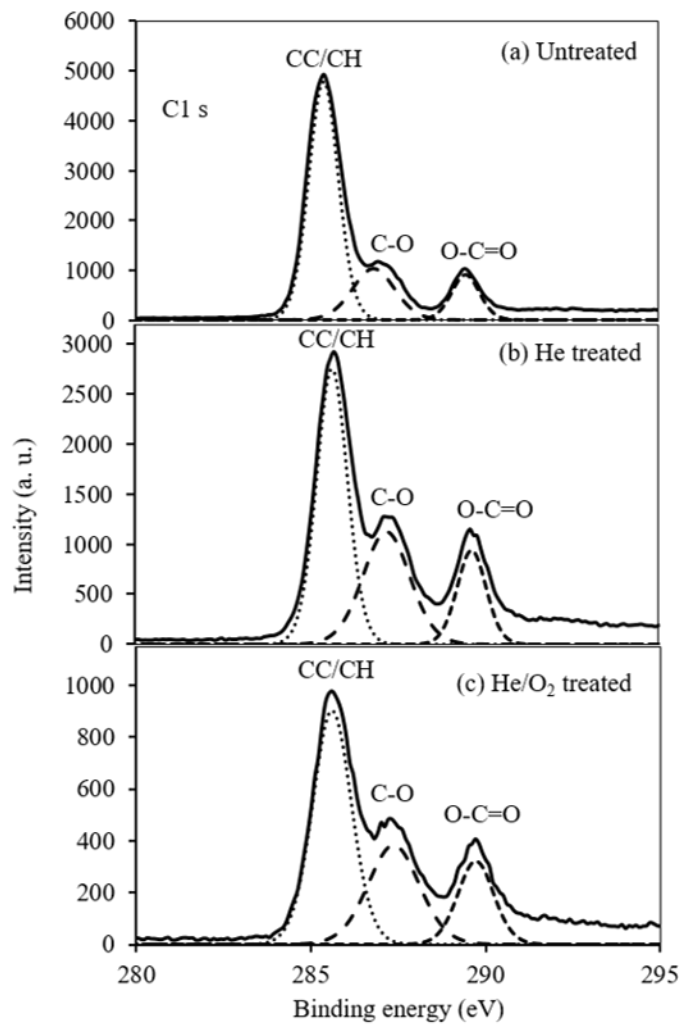 6000
5000
4000
3000
2000
1000
0
C1 s
CC/CH
C-O
O-C=O
(a) Untreated
3000
2500
2000
1500
1000
500
0
CC/CH
C-O
O-C=O
(b) He treated
1000
800
600
400
200
0
CC/CH
C-O
O-C=O
(c) He/O₂ treated
280 285 290 295
Binding energy (eV)
Intensity (a. u.)